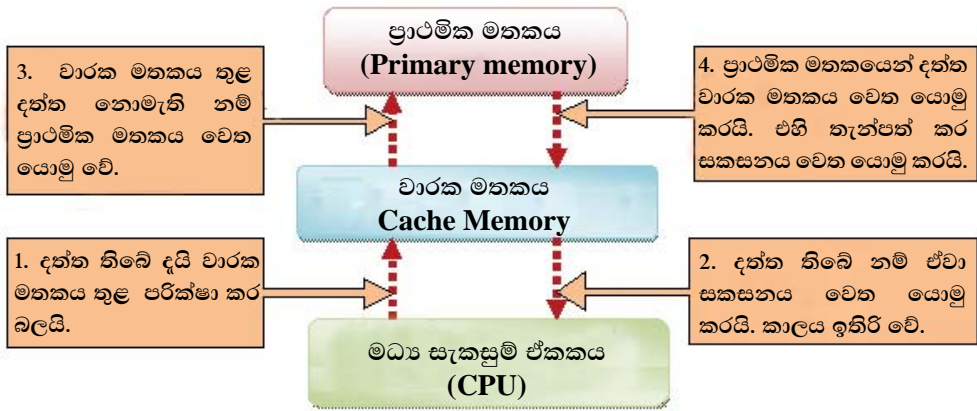 ප්‍රාථමික මතකය
(Primary memory)
3. වාරක මතකය තුළ
දත්ත නොමැති නම්
ප්‍රාථමික මතකය වෙත
යොමු වේ.
4. ප්‍රාථමික මතකයෙන් දත්ත
වාරක මතකය වෙත යොමු
කරයි. එහි තැන්පත් කර
සකසනය වෙත යොමු කරයි.
වාරක මතකය
Cache Memory
1. දත්ත තිබේ දැයි වාරක
මතකය තුළ පරික්ෂා කර
බලයි.
2. දත්ත තිබේ නම් ඒවා
සකසනය වෙත යොමු
කරයි. කාලය ඉතිරි වේ.
මධ්‍ය සැකසුම් ඒකකය
(CPU)